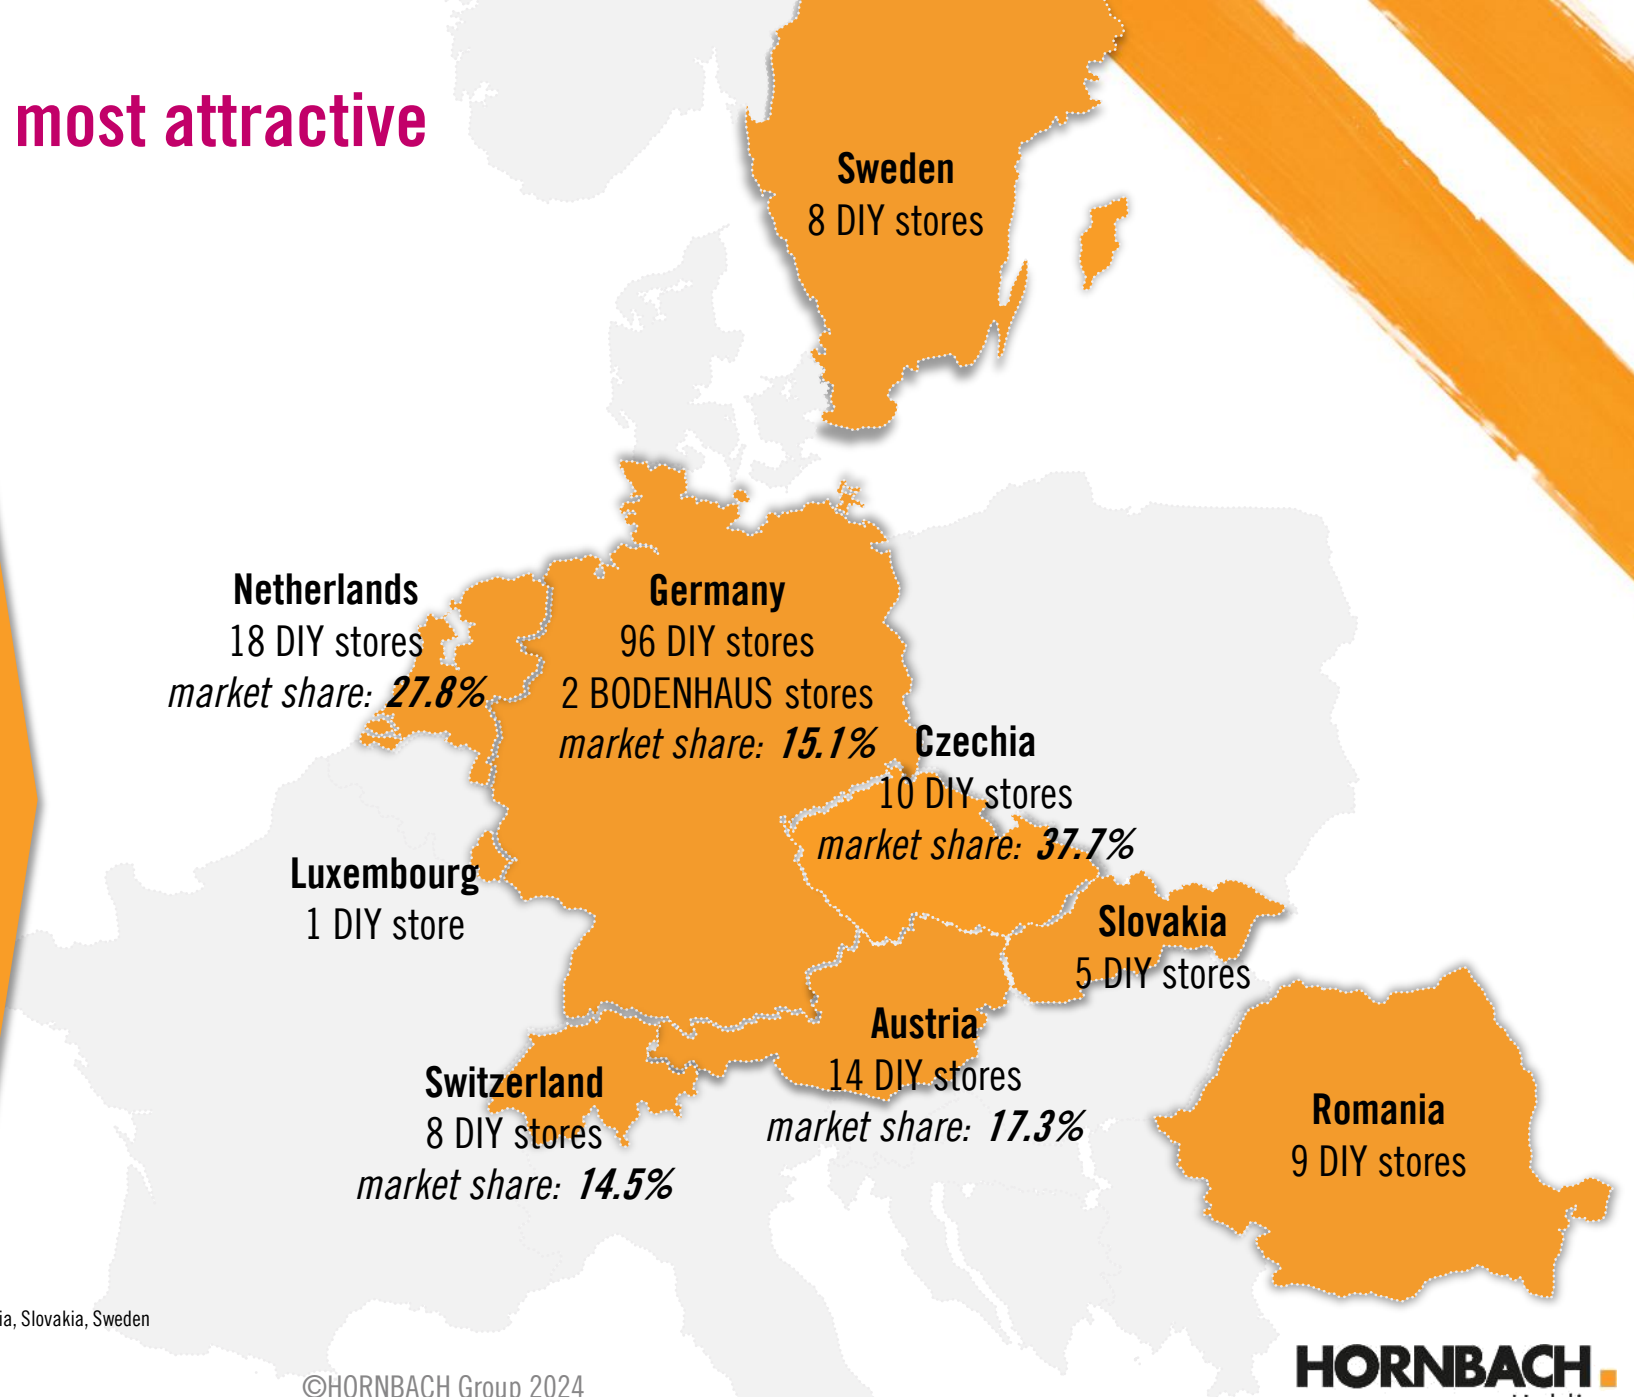 most attractive
Sweden
8 DIY stores
Netherlands
18 DIY stores
market share: 27.8%
Germany
96 DIY stores
2 BODENHAUS stores
market share: 15.1%
Czechia
10 DIY stores
market share: 37.7%
Luxembourg
1 DIY store
Slovakia
5 DIY stores
Austria
14 DIY stores
market share: 17.3%
Switzerland
8 DIY stores
market share: 14.5%
Romania
9 DIY stores
Slovakia, Sweden
©HORNBACH Group 2024
HORNBACH